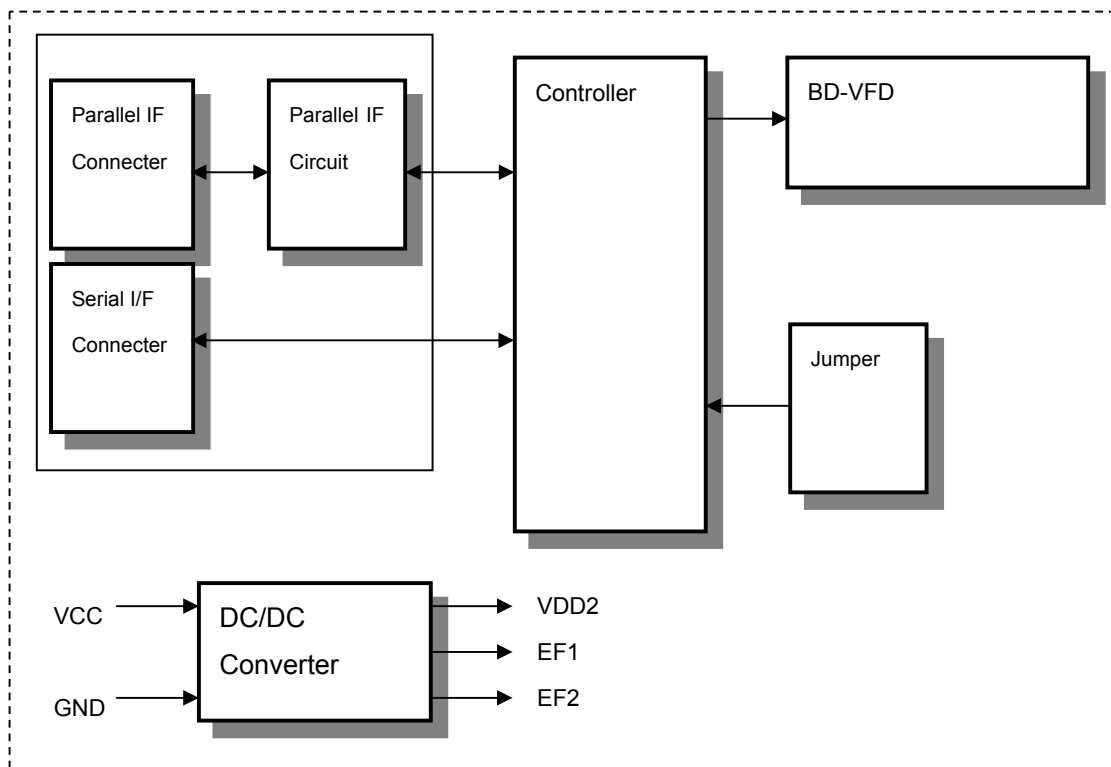 Parallel IF
Connecter
Parallel IF
Circuit
Controller
BD-VFD
Serial I/F
Connecter
Jumper
VCC
GND
DC/DC
Converter
VDD2
EF1
EF2